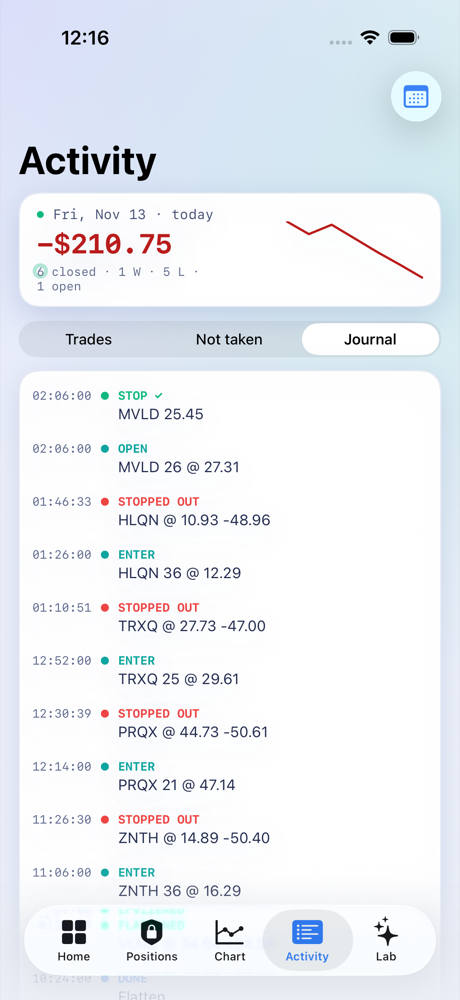 12:16
Activity
Fri, Nov 13 · today
−$210.75
6 closed · 1 W · 5 L ·
1 open
Trades
Not taken
Journal
02:06:00 STOP ✓
MVLD 25.45
02:06:00 OPEN
MVLD 26 @ 27.31
01:46:33 STOPPED OUT
HLQN @ 10.93 -48.96
01:26:00 ENTER
HLQN 36 @ 12.29
01:10:51 STOPPED OUT
TRXQ @ 27.73 -47.00
12:52:00 ENTER
TRXQ 25 @ 29.61
12:30:39 STOPPED OUT
PRQX @ 44.73 -50.61
12:14:00 ENTER
PRQX 21 @ 47.14
11:26:30 STOPPED OUT
ZNTH @ 14.89 -50.40
11:06:00 ENTER
ZNTH 36 @ 16.29
Home
Positions
Chart
Activity
Lab
10:24:00 DONE
Flatten